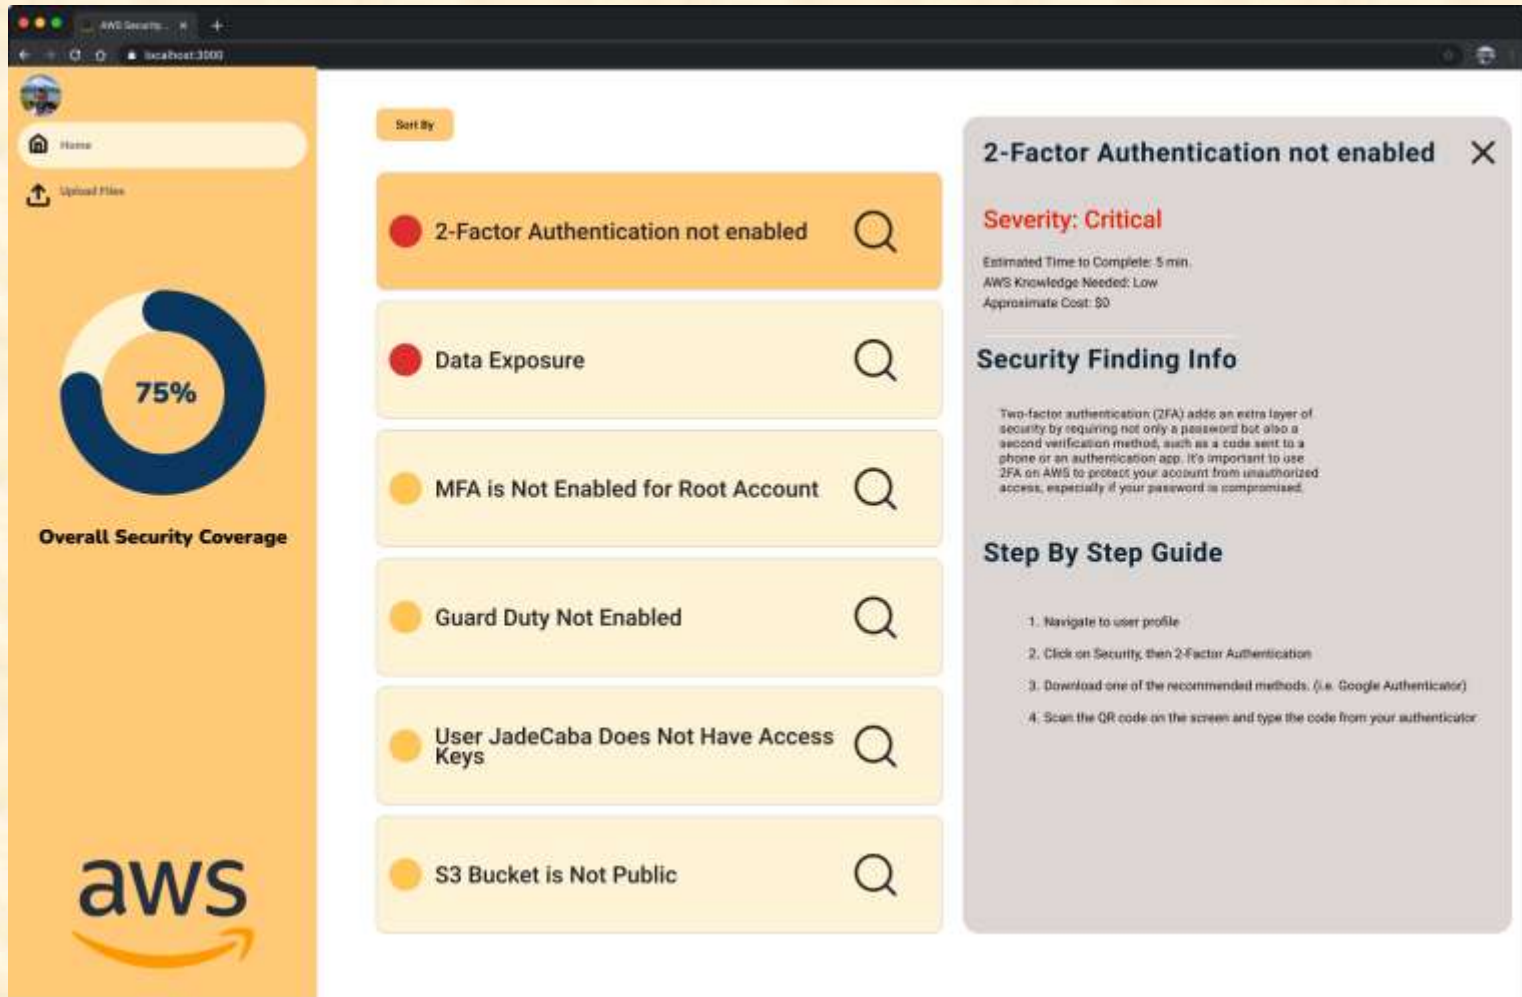 AWS Security...
localhost:3000
Home
Upload Files
75%
Overall Security Coverage
aws
Sort By
2-Factor Authentication not enabled
Data Exposure
MFA is Not Enabled for Root Account
Guard Duty Not Enabled
User JadeCaba Does Not Have Access
Keys
S3 Bucket is Not Public
2-Factor Authentication not enabled
Severity: Critical
Estimated Time to Complete: 5 min.
AWS Knowledge Needed: Low
Approximate Cost: $0
Security Finding Info
Two-factor authentication (2FA) adds an extra layer of
security by requiring not only a password but also a
second verification method, such as a code sent to a
phone or an authentication app. It's important to use
2FA on AWS to protect your account from unauthorized
access, especially if your password is compromised.
Step By Step Guide
1. Navigate to user profile
2. Click on Security, then 2-Factor Authentication
3. Download one of the recommended methods. (i.e. Google Authenticator)
4. Scan the QR code on the screen and type the code from your authenticator